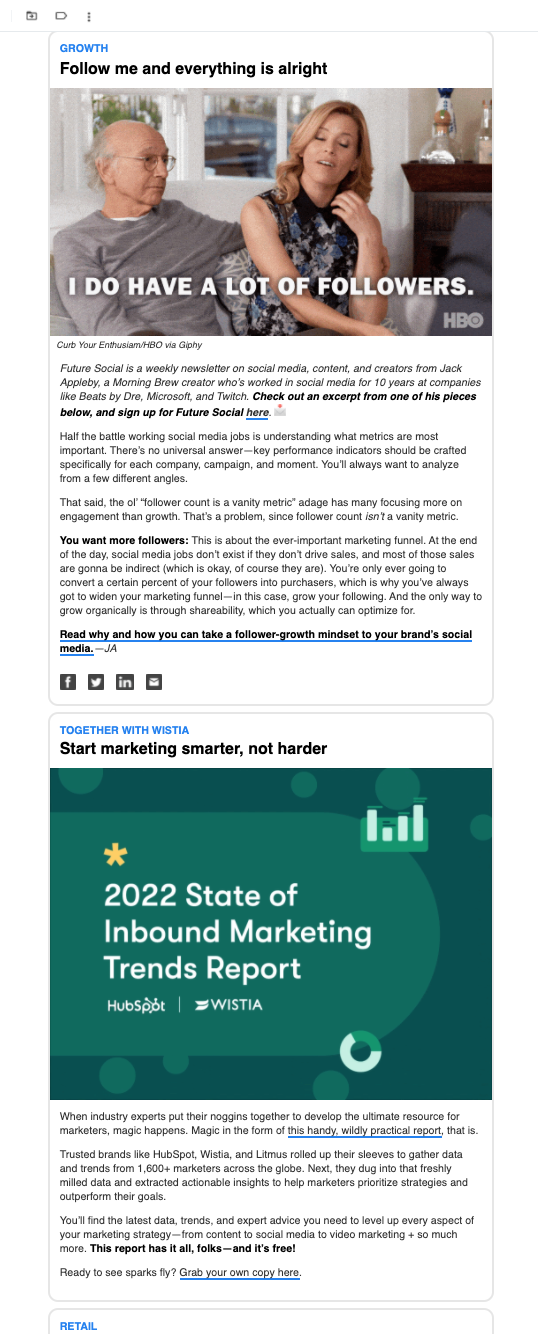 GROWTH
Follow me and everything is alright
I DO HAVE A LOT OF FOLLOWERS.
HBO
Curb Your Enthusiam/HBO via Giphy
Future Social is a weekly newsletter on social media, content, and creators from Jack
Appleby, a Morning Brew creator who's worked in social media for 10 years at companies
like Beats by Dre, Microsoft, and Twitch. Check out an excerpt from one of his pieces
below, and sign up for Future Social here.
Half the battle working social media jobs is understanding what metrics are most
important. There's no universal answer—key performance indicators should be crafted
specifically for each company, campaign, and moment. You'll always want to analyze
from a few different angles.
That said, the ol' “follower count is a vanity metric” adage has many focusing more on
engagement than growth. That's a problem, since follower count isn't a vanity metric.
You want more followers: This is about the ever-important marketing funnel. At the end
of the day, social media jobs don't exist if they don't drive sales, and most of those sales
are gonna be indirect (which is okay, of course they are). You're only ever going to
convert a certain percent of your followers into purchasers, which is why you've always
got to widen your marketing funnel—in this case, grow your following. And the only way to
grow organically is through shareability, which you actually can optimize for.
Read why and how you can take a follower-growth mindset to your brand's social
media.—JA
TOGETHER WITH WISTIA
Start marketing smarter, not harder
2022 State of
Inbound Marketing
Trends Report
HubSpot | WISTIA
When industry experts put their noggins together to develop the ultimate resource for
marketers, magic happens. Magic in the form of this handy, wildly practical report, that is.
Trusted brands like HubSpot, Wistia, and Litmus rolled up their sleeves to gather data
and trends from 1,600+ marketers across the globe. Next, they dug into that freshly
milled data and extracted actionable insights to help marketers prioritize strategies and
outperform their goals.
You'll find the latest data, trends, and expert advice you need to level up every aspect of
your marketing strategy—from content to social media to video marketing + so much
more. This report has it all, folks—and it's free!
Ready to see sparks fly? Grab your own copy here.
RETAIL